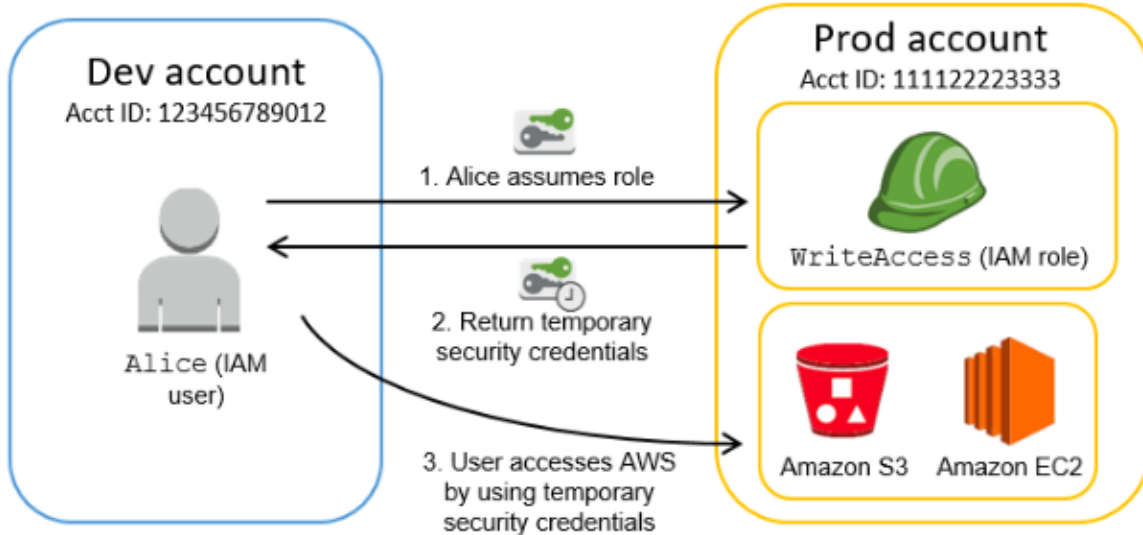 Dev account
Acct ID: 123456789012
Alice (IAM
user)
1. Alice assumes role
2. Return temporary
security credentials
3. User accesses AWS
by using temporary
security credentials
Prod account
Acct ID: 111122223333
WriteAccess (IAM role)
Amazon S3
Amazon EC2